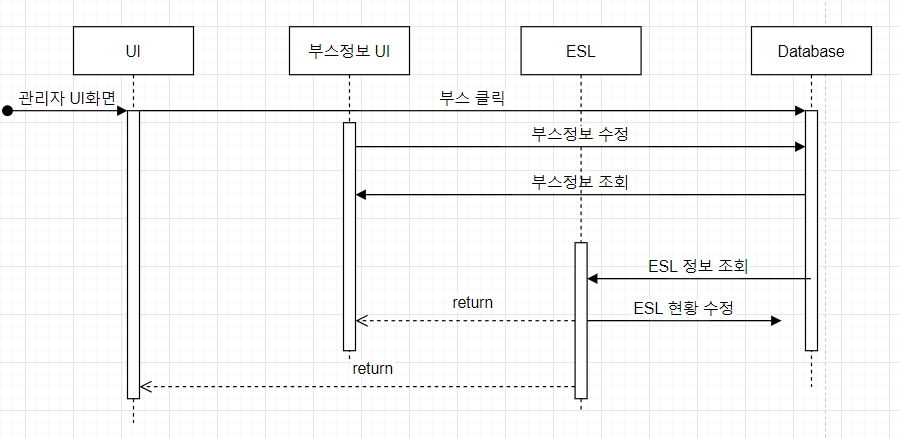 UI
부스정보 UI
ESL
Database
관리자 UI화면
부스 클릭
부스정보 수정
부스정보 조회
ESL 정보 조회
return
ESL 현황 수정
return